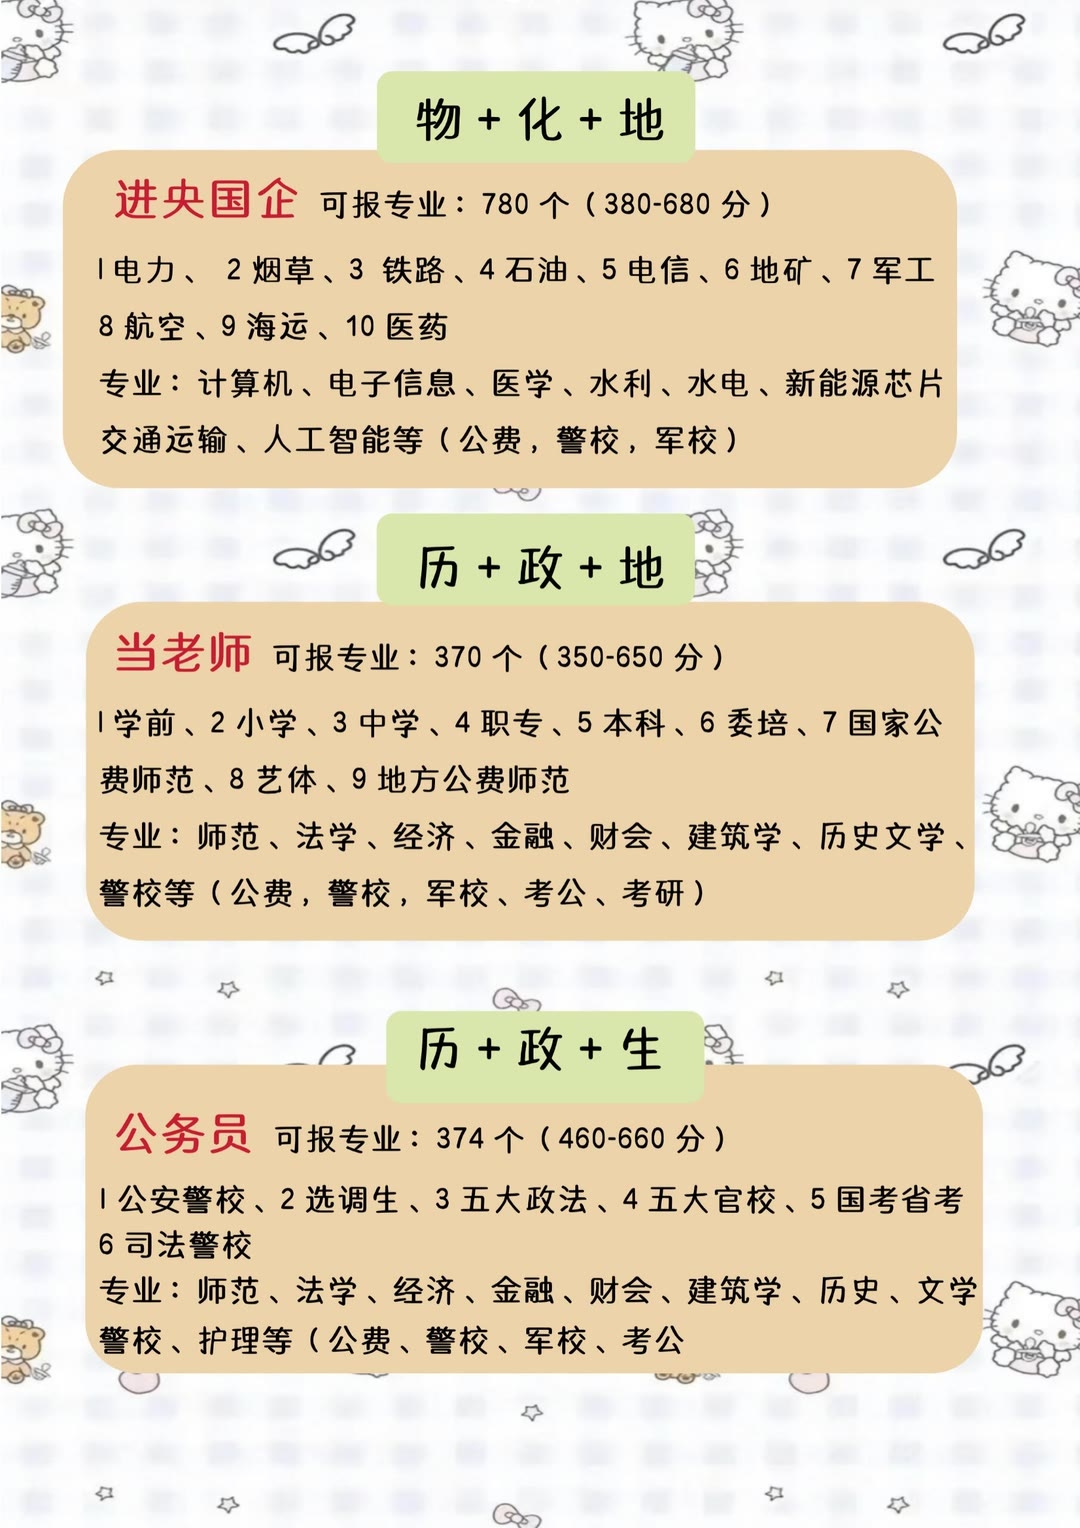 物+化+地
进央国企 可报专业：780 个（380-680 分）
1 电力、 2 烟草、3 铁路、4 石油、5 电信、6 地矿、7 军工
8 航空、9 海运、10 医药
专业：计算机、电子信息、医学、水利、水电、新能源芯片
交通运输、人工智能等（公费，警校，军校）
历+政+地
当老师 可报专业：370 个（350-650 分）
1 学前、2 小学、3 中学、4 职专、5 本科、6 委培、7 国家公
费师范、8 艺体、9 地方公费师范
专业：师范、法学、经济、金融、财会、建筑学、历史文学、
警校等（公费，警校，军校、考公、考研）
历+政+生
公务员 可报专业：374 个（460-660 分）
1 公安警校、2 选调生、3 五大政法、4 五大官校、5 国考省考
6 司法警校
专业：师范、法学、经济、金融、财会、建筑学、历史、文学
警校、护理等（公费、警校、军校、考公